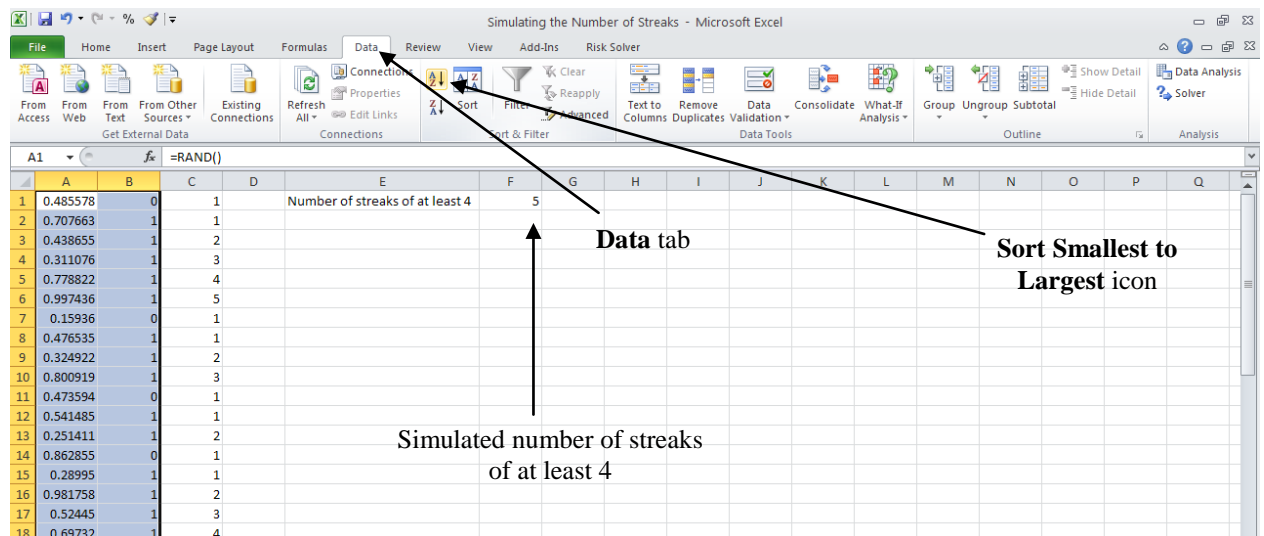 Simulating the Number of Streaks - Microsoft Excel
File Home Insert Page Layout Formulas Data Review View Add-Ins Risk Solver
From Access
From Web
From Text
From Other Sources
Existing Connections
Get External Data
Refresh All
Connections
Properties
Edit Links
Connections
Sort
Filter
Clear
Reapply
Advanced
Sort & Filter
Text to Columns
Remove Duplicates
Data Validation
Consolidate
What-If Analysis
Data Tools
Group
Ungroup
Subtotal
Show Detail
Hide Detail
Outline
Data Analysis
Solver
Analysis
A1 fx =RAND()
A B C D E F G H I J K L M N O P Q
1 0.485578 0 1 Number of streaks of at least 4 5
2 0.707663 1 1
3 0.438655 1 2
4 0.311076 1 3
5 0.778822 1 4
6 0.997436 1 5
7 0.15936 0 1
8 0.476535 1 1
9 0.324922 1 2
10 0.800919 1 3
11 0.473594 0 1
12 0.541485 1 1
13 0.251411 1 2
14 0.862855 0 1
15 0.28995 1 1
16 0.981758 1 2
17 0.52445 1 3
18 0.69732 1 4
Data tab
Sort Smallest to
Largest icon
Simulated number of streaks
of at least 4